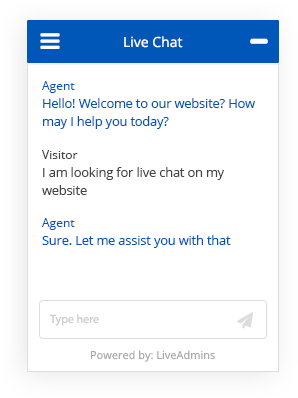 Live Chat
Agent
Hello! Welcome to our website? How
may I help you today?
Visitor
I am looking for live chat on my
website
Agent
Sure. Let me assist you with that
Type here
Powered by: LiveAdmins